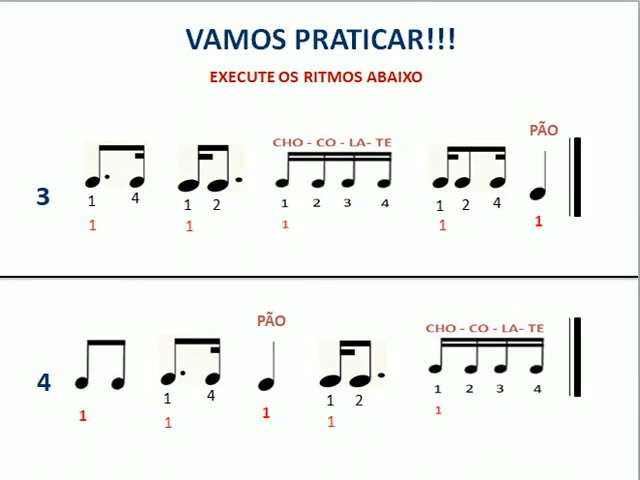 VAMOS PRATICAR!!!
EXECUTE OS RITMOS ABAIXO
PÃO
CHO - CO - LA- TE
3
1 4 1 2 1 2 3 4 1 2 4
1 1 1 1 1
PÃO
CHO - CO - LA- TE
4
1 4 1 2 1 2 3 4
1 1 1 1 1